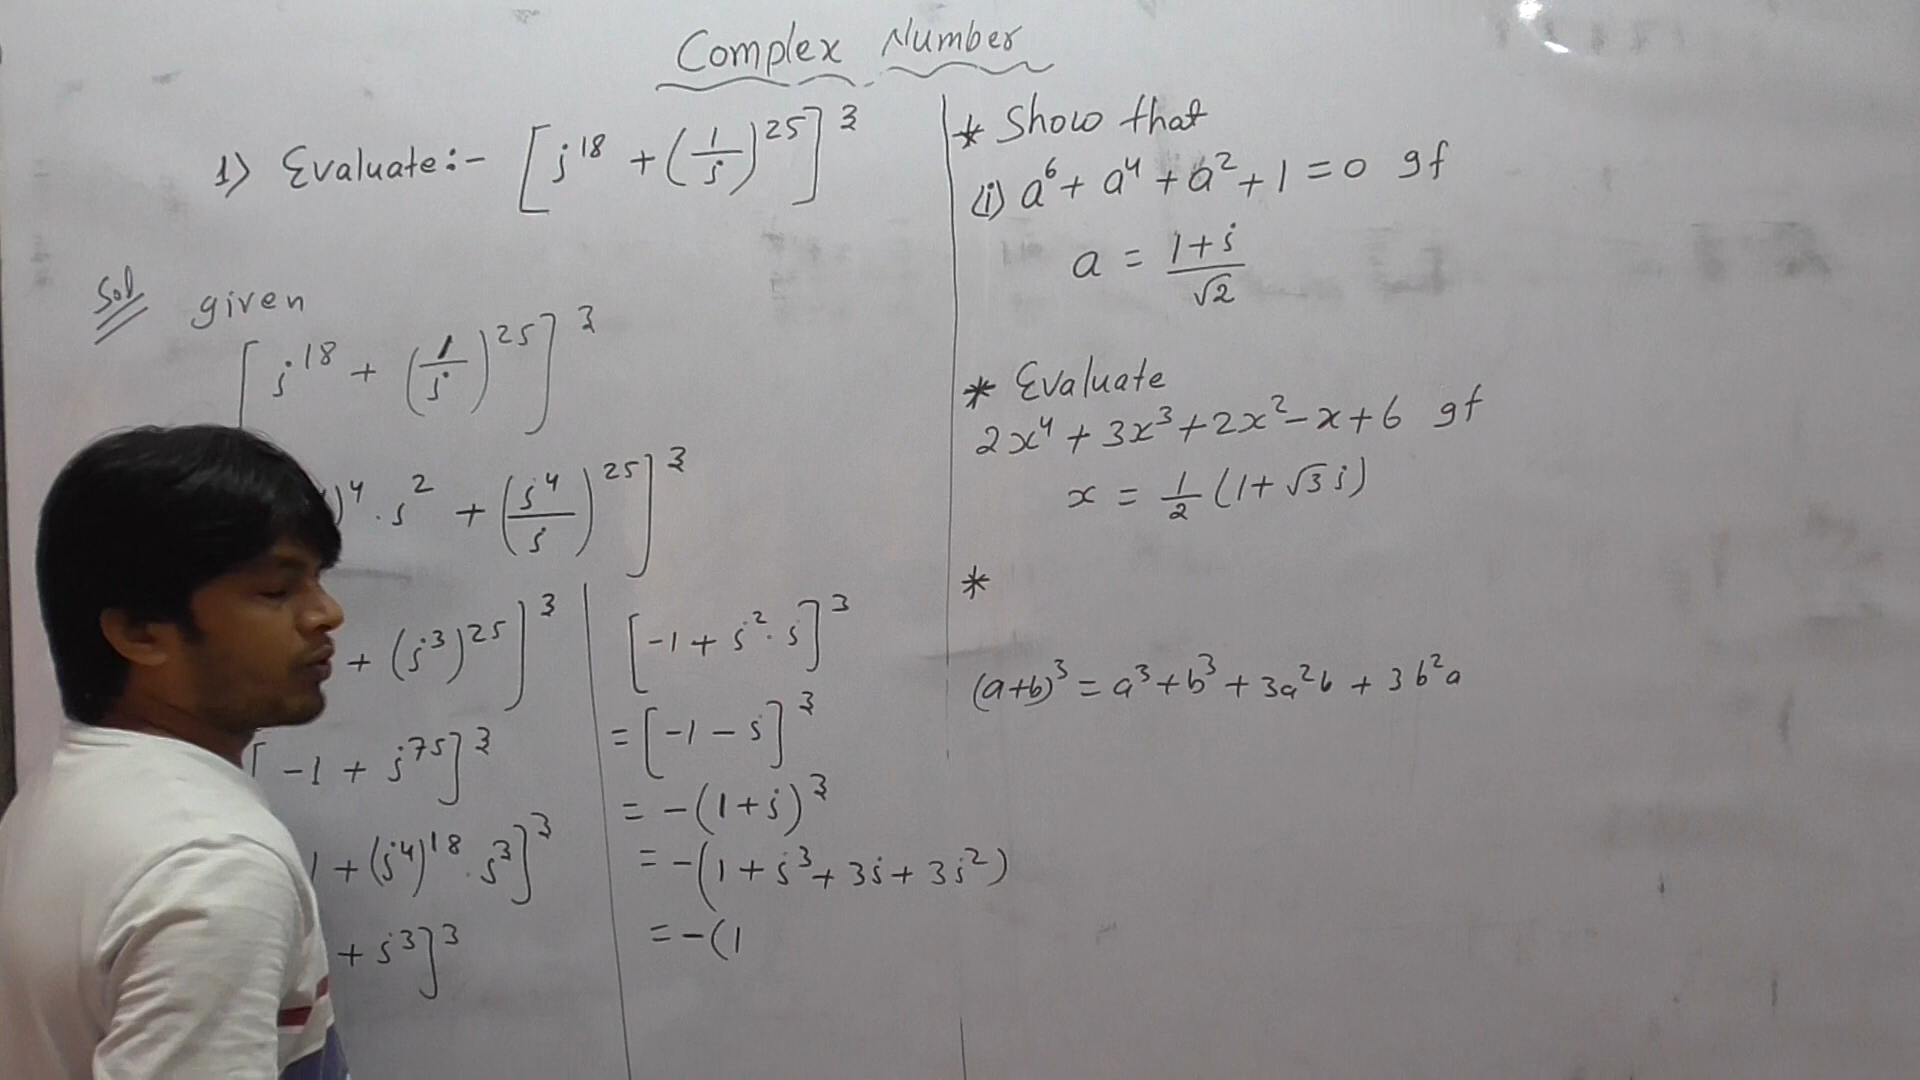 Complex Number
1) Evaluate:- [i^18 + (1/i)^25]^3
Sol given
[i^18 + (1/i)^25]^3
)^4 . i^2 + (i^4/i)^25]^3
+ (i^3)^25]^3
[-1 + i^75]^3
1 + (i^4)^18 . i^3]^3
+ i^3]^3
[-1 + i^2 . i]^3
= [-1 - i]^3
= -(1+i)^3
= -(1 + i^3 + 3i + 3i^2)
= -(1
* Show that
(i) a^6 + a^4 + a^2 + 1 = 0 If
a = (1+i)/√2
* Evaluate
2x^4 + 3x^3 + 2x^2 - x + 6 If
x = 1/2 (1 + √3 i)
*
(a+b)^3 = a^3 + b^3 + 3a^2b + 3b^2a